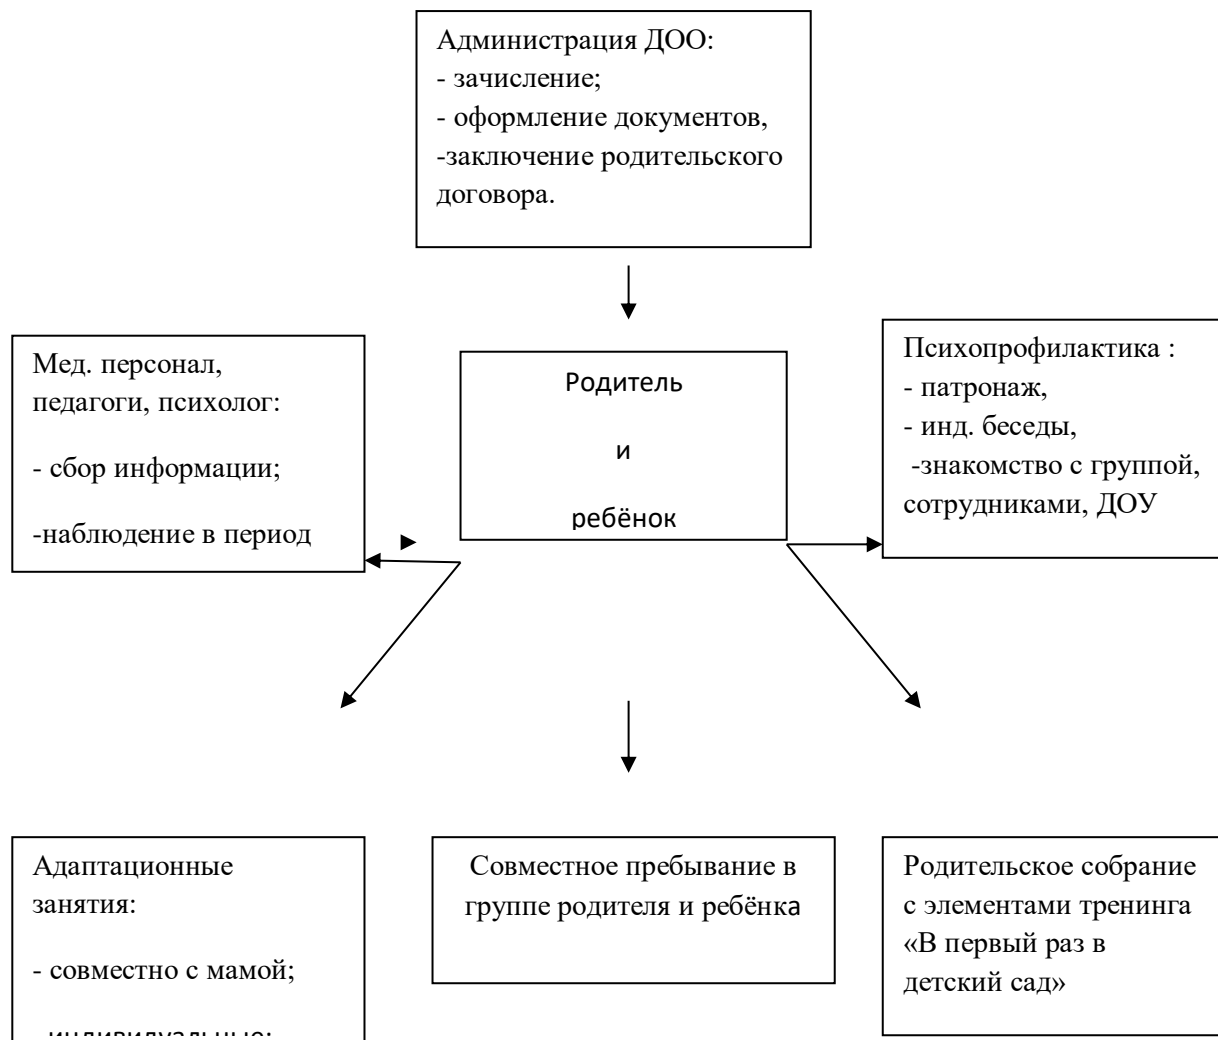 Администрация ДОО:
- зачисление;
- оформление документов,
-заключение родительского
договора.
Мед. персонал,
педагоги, психолог:
- сбор информации;
-наблюдение в период
Родитель
и
ребёнок
Психопрофилактика :
- патронаж,
- инд. беседы,
-знакомство с группой,
сотрудниками, ДОУ
Адаптационные
занятия:
- совместно с мамой;
- индивидуальные;
Совместное пребывание в
группе родителя и ребёнка
Родительское собрание
с элементами тренинга
«В первый раз в
детский сад»